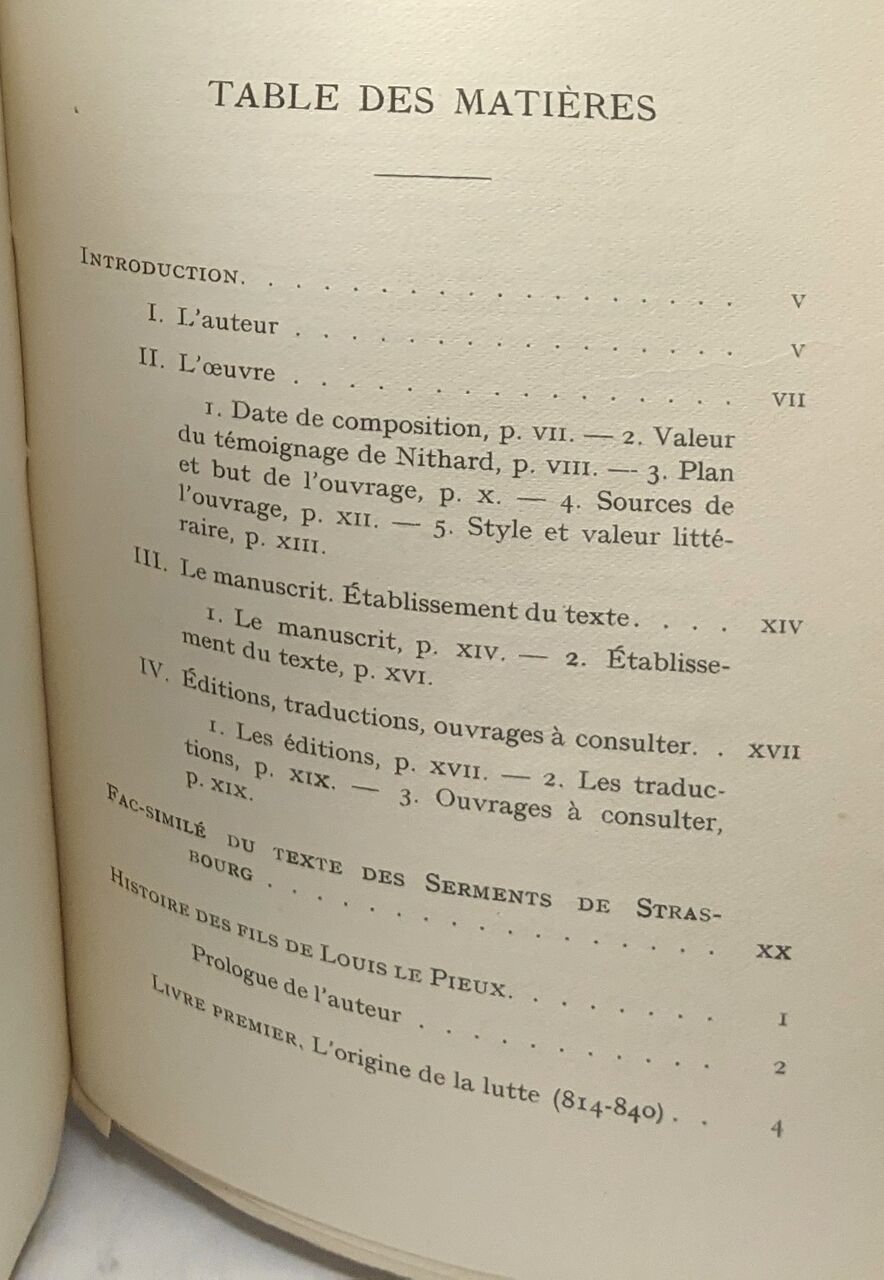 TABLE DES MATIÈRES
INTRODUCTION. . . . . . . . . . . . . . . . . . V
I. L'auteur . . . . . . . . . . . . . . . . V
II. L'œuvre . . . . . . . . . . . . . . . . VII
1. Date de composition, p. VII. — 2. Valeur
du témoignage de Nithard, p. VIII. — 3. Plan
et but de l'ouvrage, p. X. — 4. Sources de
l'ouvrage, p. XII. — 5. Style et valeur litté-
raire, p. XIII.
III. Le manuscrit. Établissement du texte. . . . . XIV
1. Le manuscrit, p. XIV. — 2. Établisse-
ment du texte, p. XVI.
IV. Éditions, traductions, ouvrages à consulter. . XVII
1. Les éditions, p. XVII. — 2. Les traduc-
tions, p. XIX. — 3. Ouvrages à consulter,
p. XIX.
FAC-SIMILÉ DU TEXTE DES SERMENTS DE STRAS-
BOURG . . . . . . . . . . . . . . . . . XX
HISTOIRE DES FILS DE LOUIS LE PIEUX. . . . . . . . 1
Prologue de l'auteur . . . . . . . . . . . 2
LIVRE PREMIER. L'origine de la lutte (814-840) . . 4